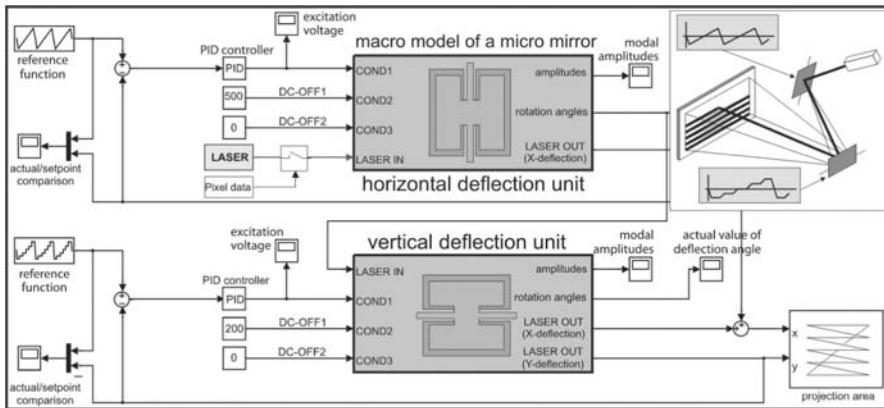 reference
function
PID controller
PID
excitation
voltage
500
DC-OFF1
0
DC-OFF2
LASER
Pixel data
actual/setpoint
comparison
macro model of a micro mirror
COND1
COND2
COND3
LASER IN
amplitudes
rotation angles
LASER OUT
(X-deflection)
horizontal deflection unit
modal
amplitudes
reference
function
PID controller
PID
excitation
voltage
200
DC-OFF1
0
DC-OFF2
actual/setpoint
comparison
vertical deflection unit
LASER IN
COND1
COND2
COND3
amplitudes
rotation angles
LASER OUT
(X-deflection)
LASER OUT
(Y-deflection)
modal
amplitudes
actual value of
deflection angle
x
y
projection area